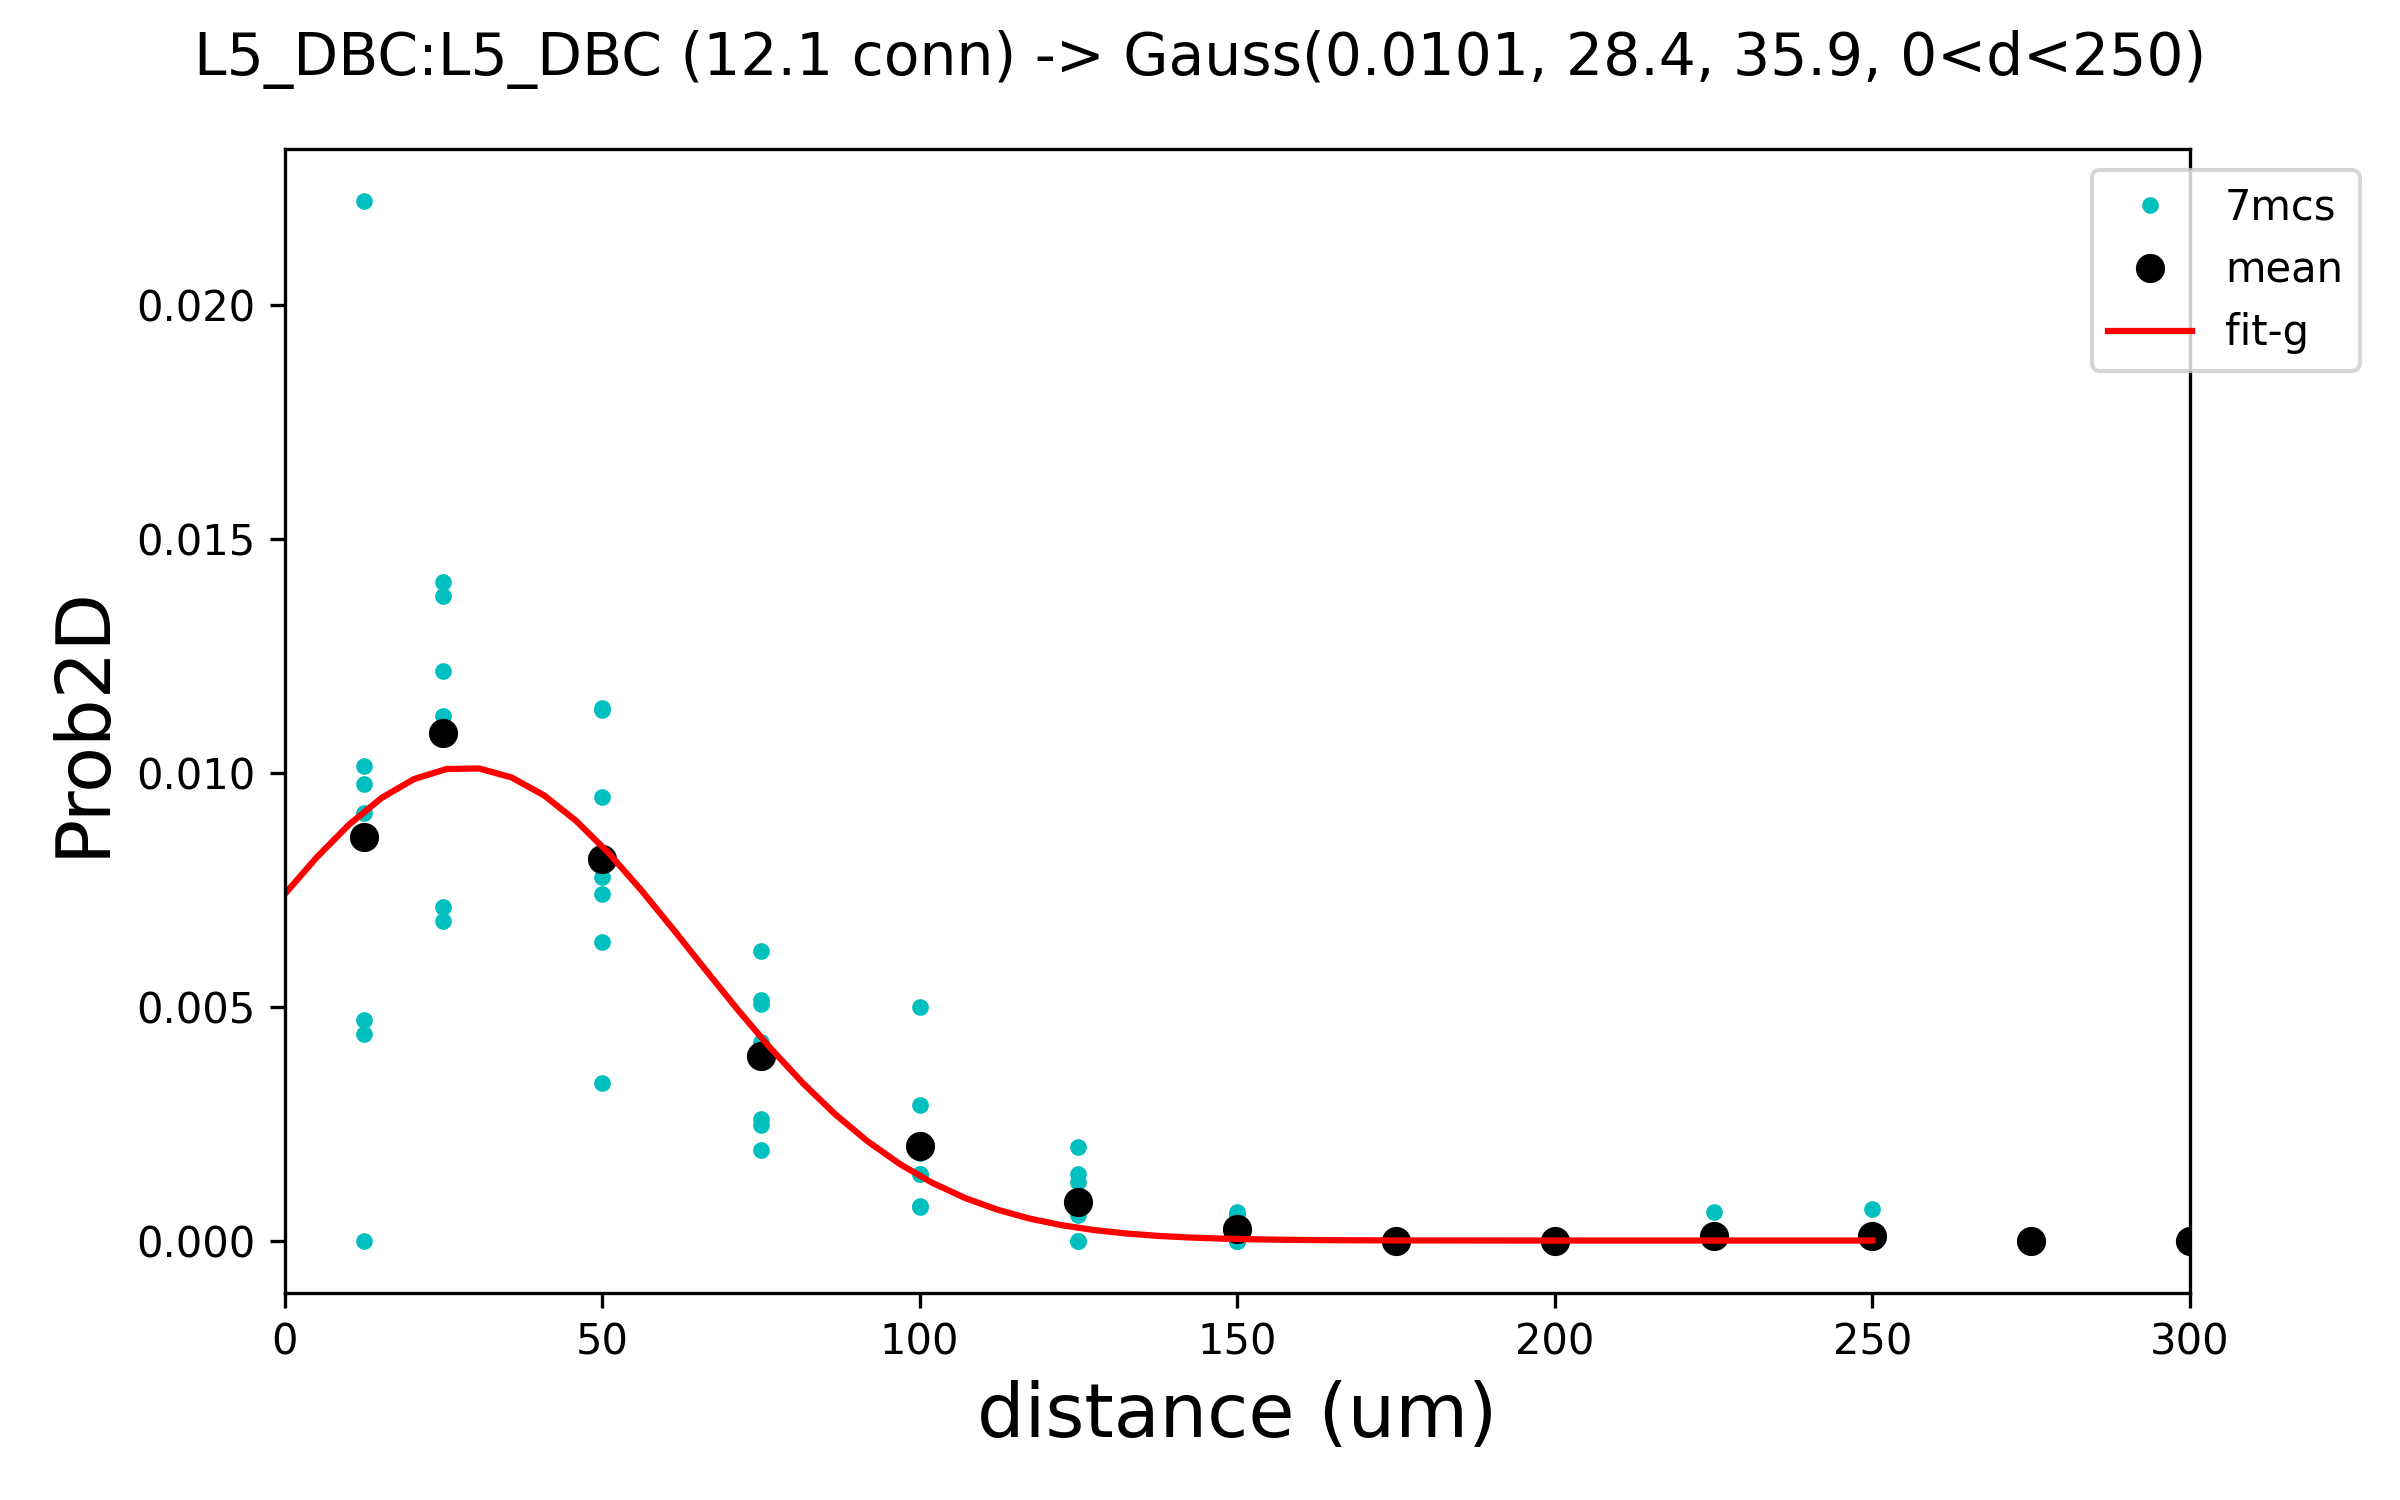 L5_DBC:L5_DBC (12.1 conn) -> Gauss(0.0101, 28.4, 35.9, 0<d<250)
7mcs
mean
fit-g
Prob2D
0.020
0.015
0.010
0.005
0.000
0 50 100 150 200 250 300
distance (um)